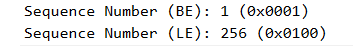 Sequence Number (BE): 1 (0x0001)
Sequence Number (LE): 256 (0x0100)